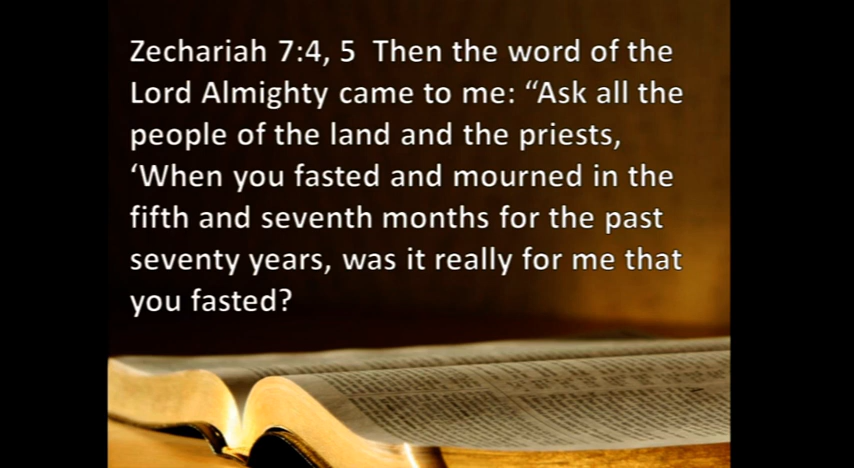 Zechariah 7:4, 5  Then the word of the
Lord Almighty came to me: “Ask all the
people of the land and the priests,
‘When you fasted and mourned in the
fifth and seventh months for the past
seventy years, was it really for me that
you fasted?